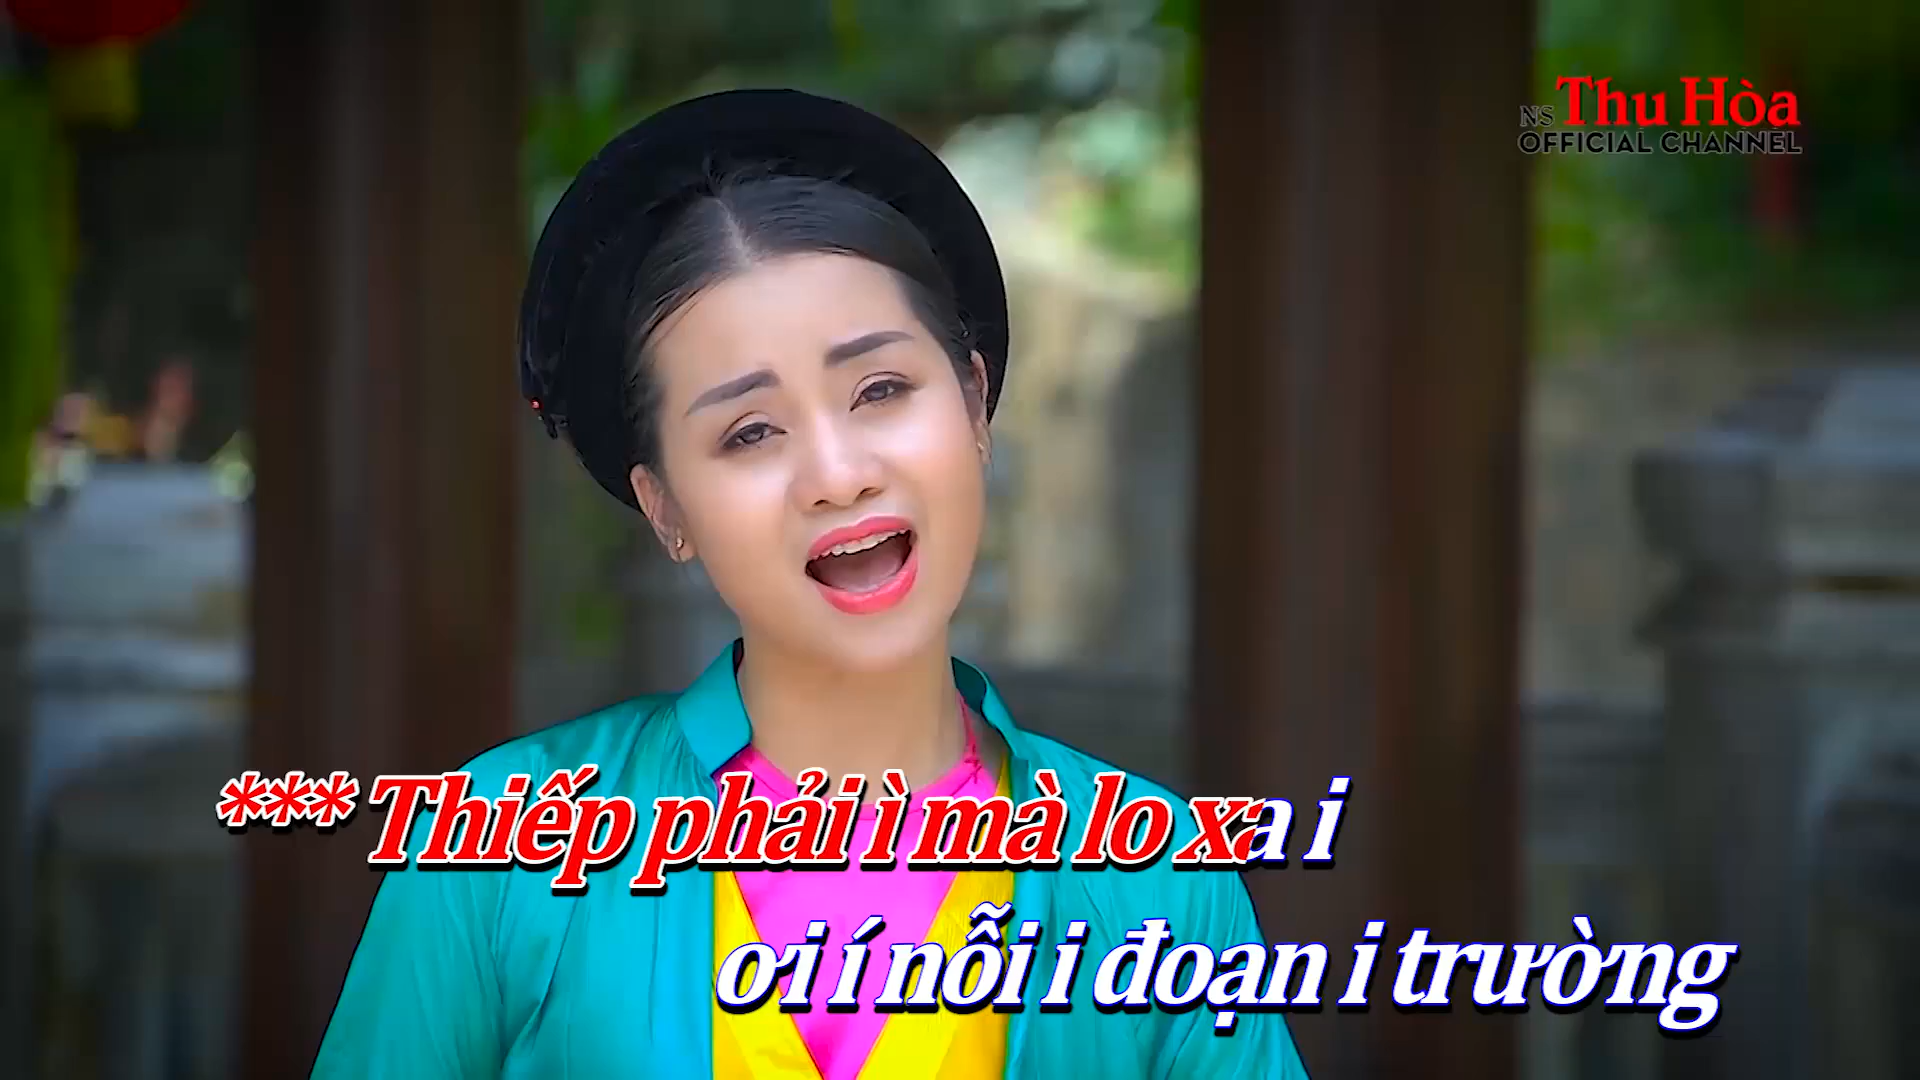 NS Thu Hòa
OFFICIAL CHANNEL
*** Thiếp phải ì mà lo xa i
ơi í nỗi i đoạn i trường